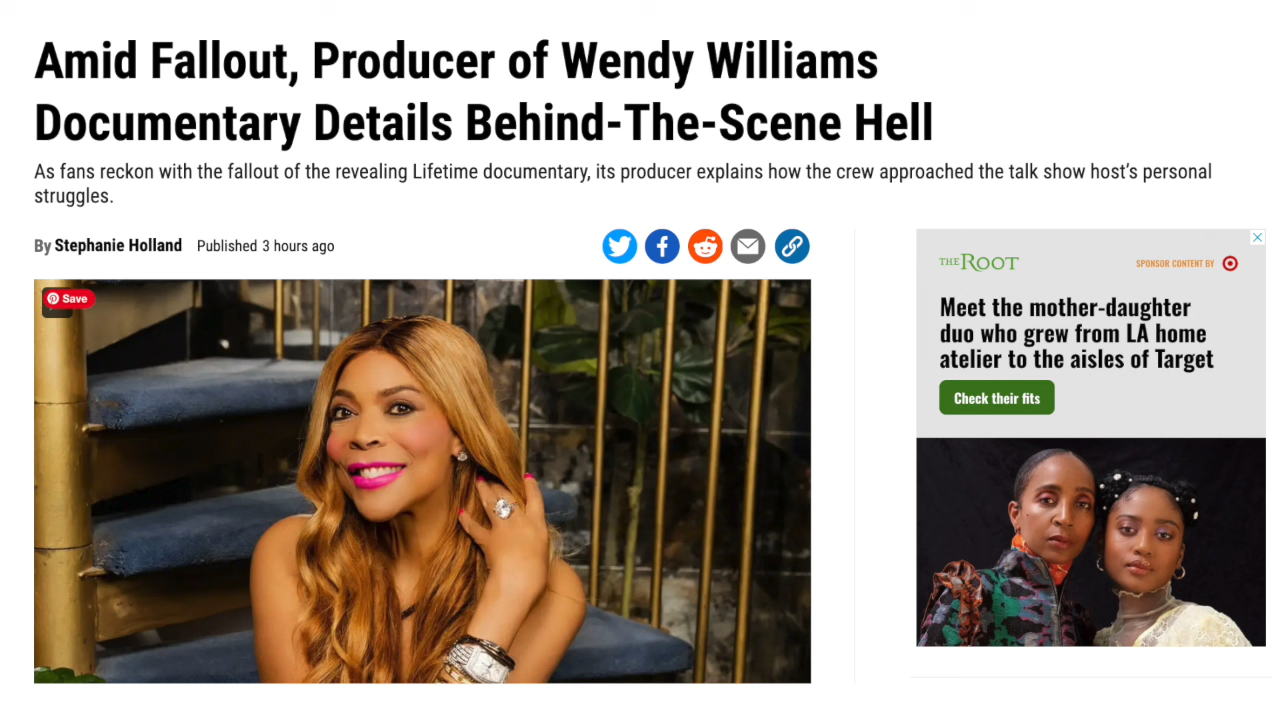 Amid Fallout, Producer of Wendy Williams
Documentary Details Behind-The-Scene Hell
As fans reckon with the fallout of the revealing Lifetime documentary, its producer explains how the crew approached the talk show host’s personal
struggles.
By Stephanie Holland Published 3 hours ago
Save
THE ROOT
SPONSOR CONTENT BY
Meet the mother-daughter
duo who grew from LA home
atelier to the aisles of Target
Check their fits